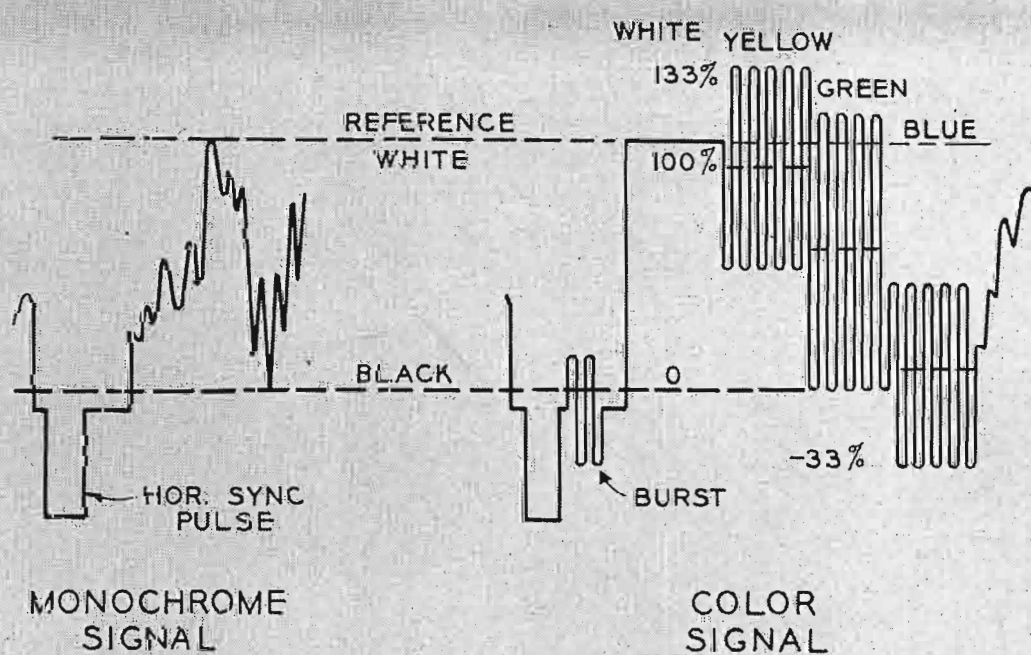 WHITE YELLOW
133%
GREEN
REFERENCE
WHITE
100%
BLUE
BLACK
0
-33%
HOR. SYNC
PULSE
BURST
MONOCHROME
SIGNAL
COLOR
SIGNAL